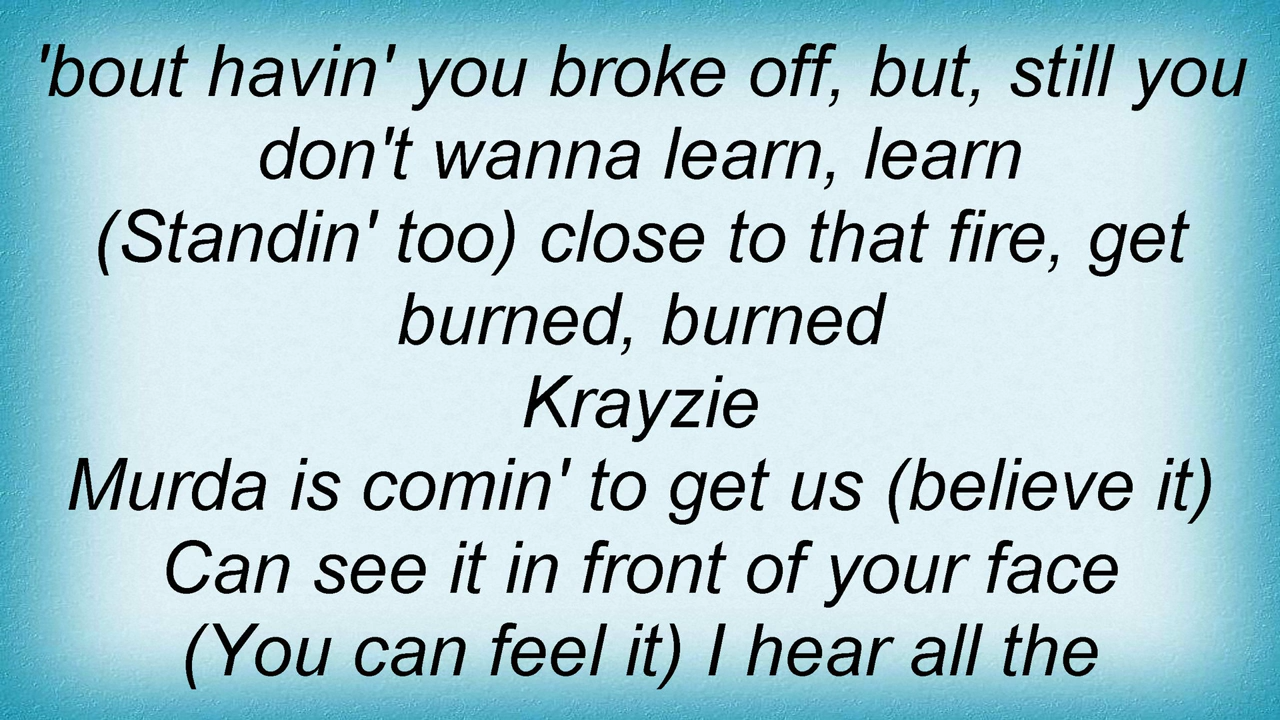 'bout havin' you broke off, but, still you
don't wanna learn, learn
(Standin' too) close to that fire, get
burned, burned
Krayzie
Murda is comin' to get us (believe it)
Can see it in front of your face
(You can feel it) I hear all the